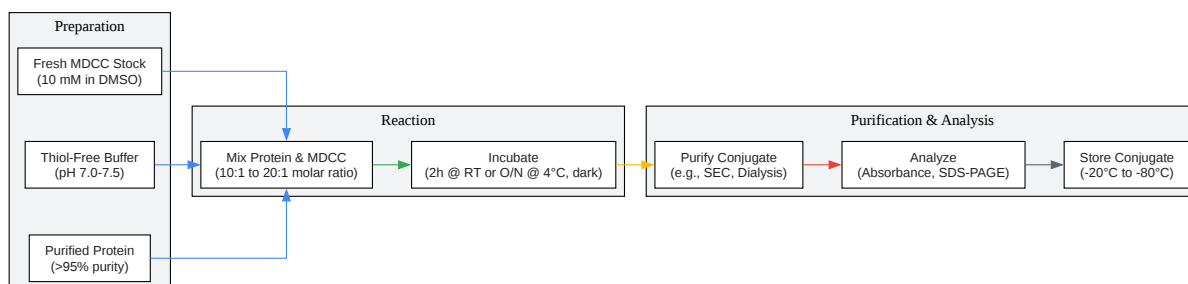 Preparation
Fresh MDCC Stock
(10 mM in DMSO)
Thiol-Free Buffer
(pH 7.0-7.5)
Purified Protein
(>95% purity)
Reaction
Mix Protein & MDCC
(10:1 to 20:1 molar ratio)
Incubate
(2h @ RT or O/N @ 4°C, dark)
Purification & Analysis
Purify Conjugate
(e.g., SEC, Dialysis)
Analyze
(Absorbance, SDS-PAGE)
Store Conjugate
(-20°C to -80°C)